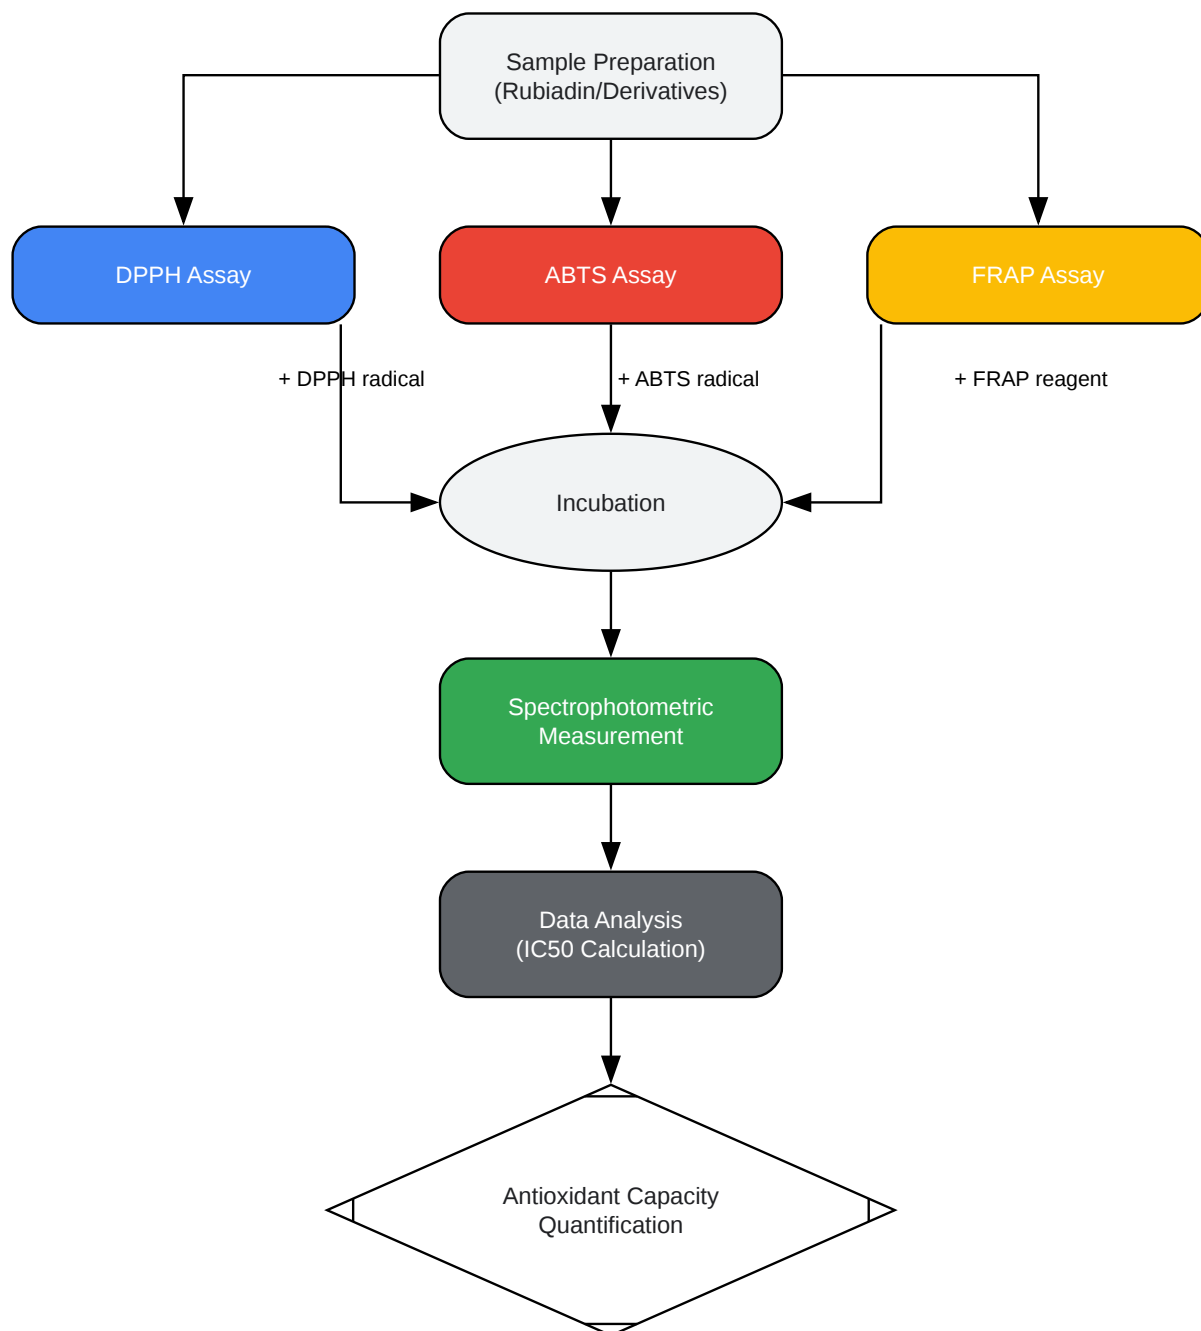 Sample Preparation
(Rubiadin/Derivatives)
DPPH Assay
ABTS Assay
FRAP Assay
+ DPPH radical
+ ABTS radical
+ FRAP reagent
Incubation
Spectrophotometric
Measurement
Data Analysis
(IC50 Calculation)
Antioxidant Capacity
Quantification